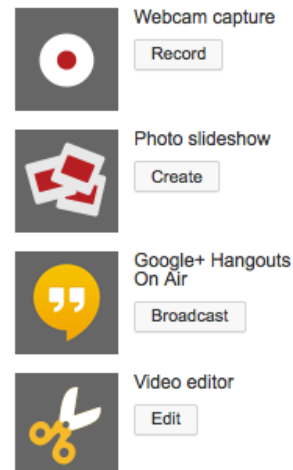 Webcam capture
Record
Photo slideshow
Create
Google+ Hangouts
On Air
Broadcast
Video editor
Edit